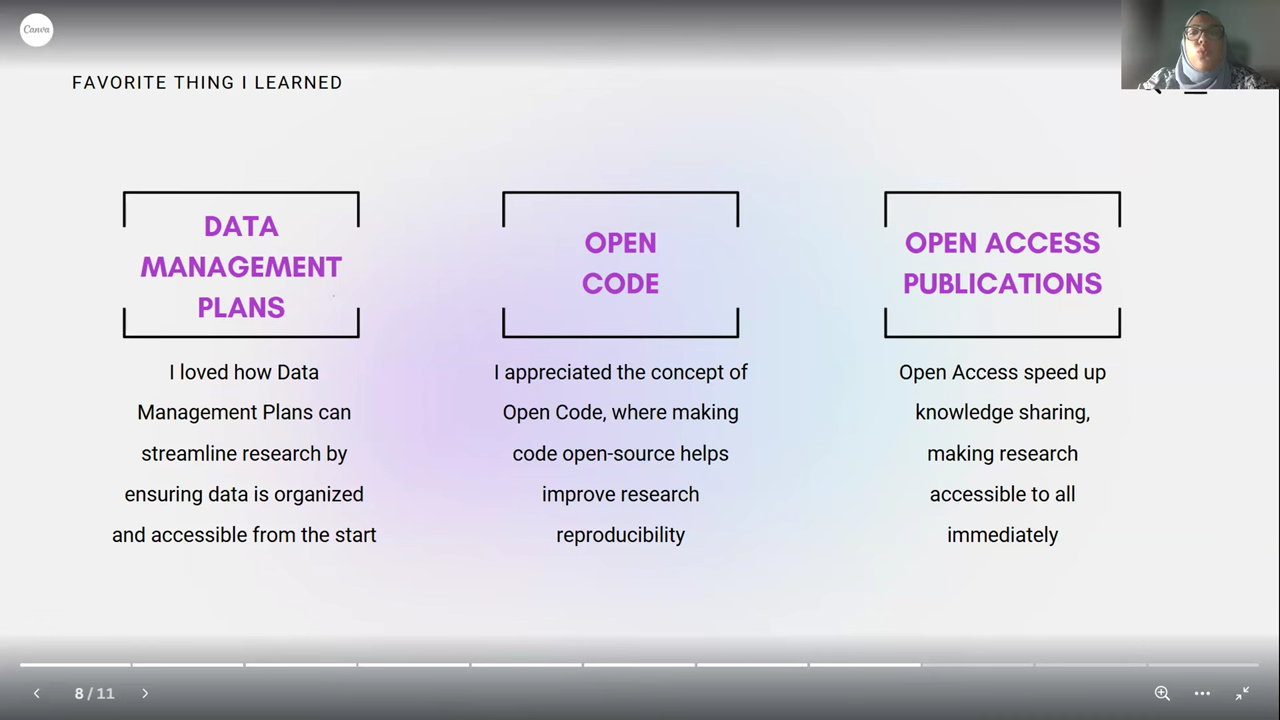 Canva
FAVORITE THING I LEARNED
DATA
MANAGEMENT
PLANS
I loved how Data
Management Plans can
streamline research by
ensuring data is organized
and accessible from the start
OPEN
CODE
I appreciated the concept of
Open Code, where making
code open-source helps
improve research
reproducibility
OPEN ACCESS
PUBLICATIONS
Open Access speed up
knowledge sharing,
making research
accessible to all
immediately
8 / 11